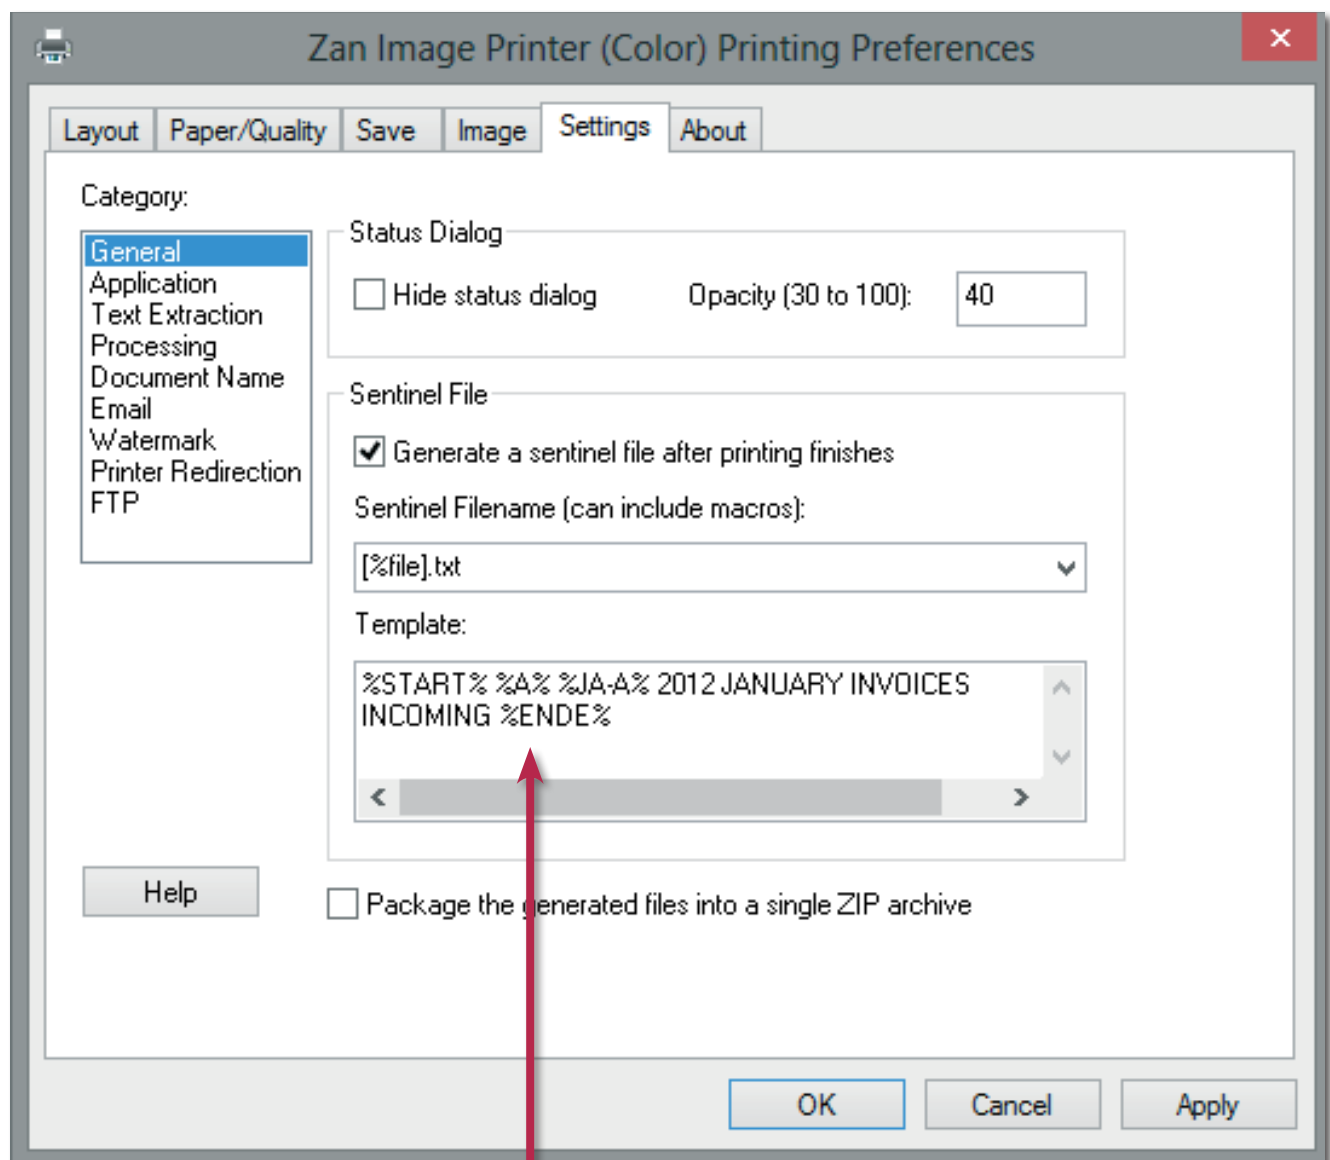 Zan Image Printer (Color) Printing Preferences
Layout
Paper/Quality
Save
Image
Settings
About
Category:
General
Application
Text Extraction
Processing
Document Name
Email
Watermark
Printer Redirection
FTP
Status Dialog
Hide status dialog
Opacity (30 to 100):
40
Sentinel File
Generate a sentinel file after printing finishes
Sentinel Filename (can include macros):
[%file].txt
Template:
%START% %A% %JA-A% 2012 JANUARY INVOICES
INCOMING %ENDE%
Help
Package the generated files into a single ZIP archive
OK
Cancel
Apply